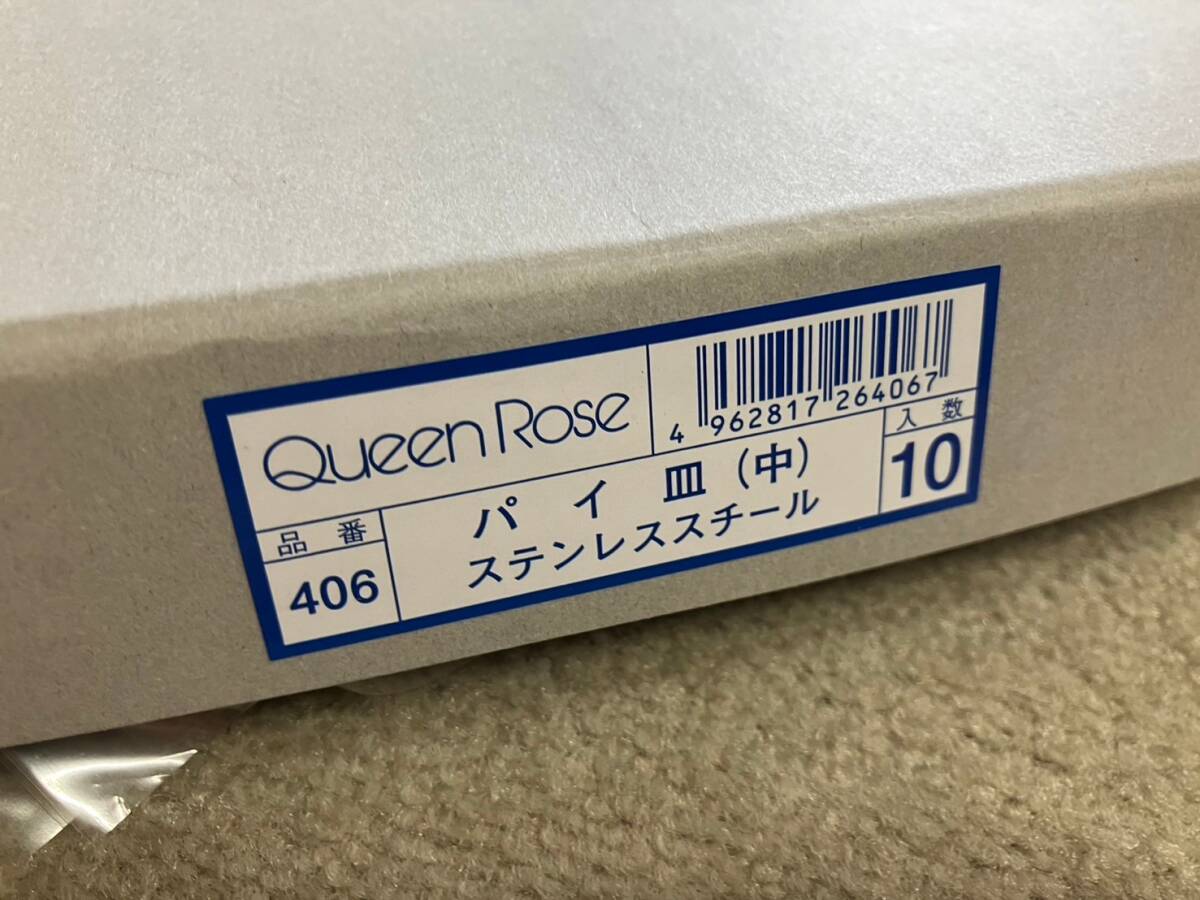 Queen Rose
4 962817 264067
品番
406
パイ皿(中)
ステンレススチール
入数
10